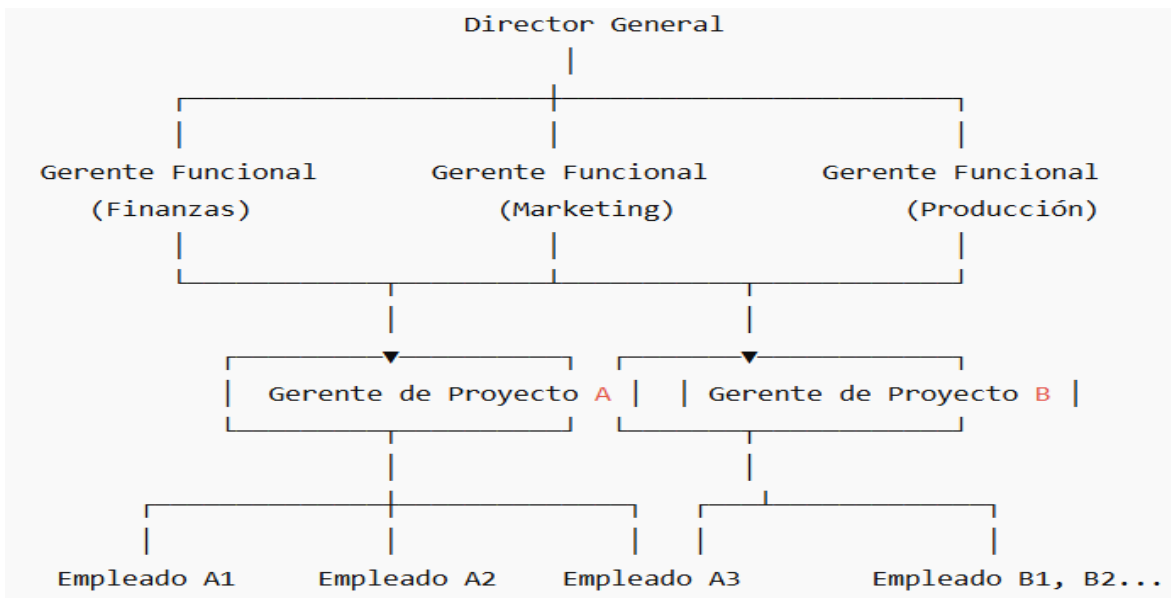 Director General
Gerente Funcional Gerente Funcional Gerente Funcional
(Finanzas) (Marketing) (Producción)
Gerente de Proyecto A Gerente de Proyecto B
Empleado A1 Empleado A2 Empleado A3 Empleado B1, B2...